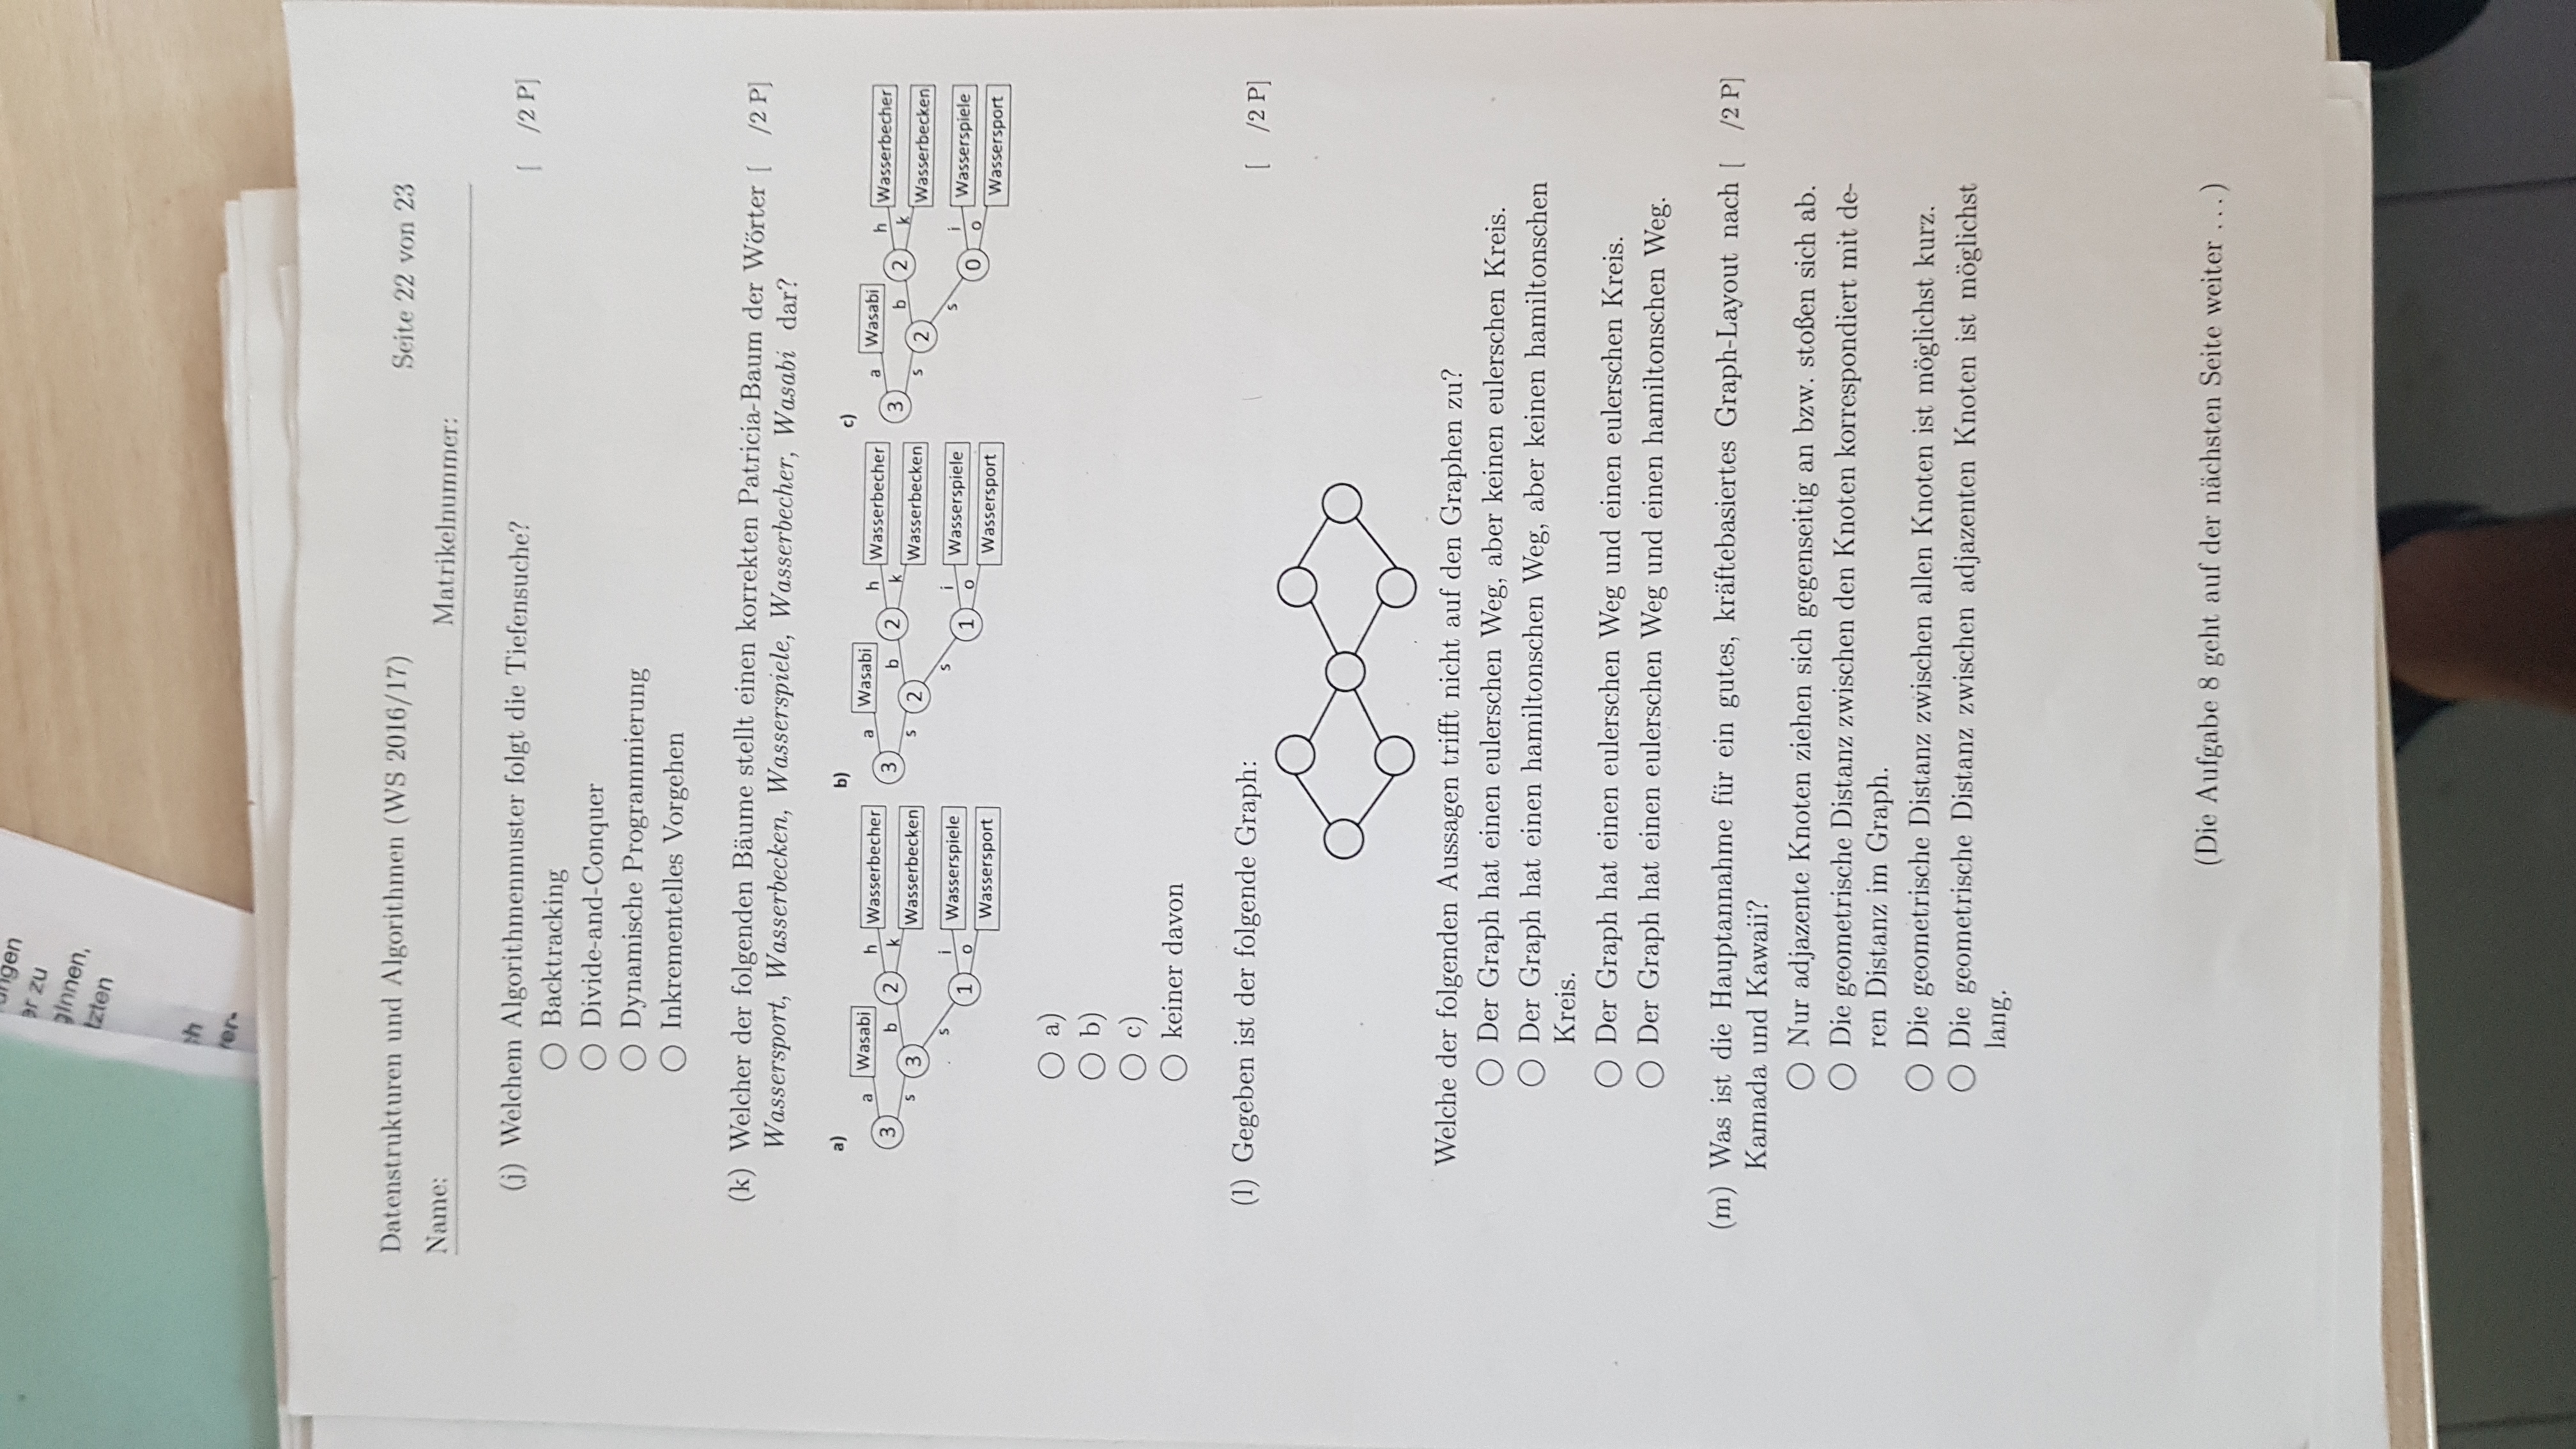 ungen
er zu
gInnen,
tzten
ch
ver-
Datenstrukturen und Algorithmen (WS 2016/17)
Seite 22 von 23
Name:
Matrikelnummer:
(j) Welchem Algorithmenmuster folgt die Tiefensuche? [ /2 P]
Backtracking
Divide-and-Conquer
Dynamische Programmierung
Inkrementelles Vorgehen
(k) Welcher der folgenden Bäume stellt einen korrekten Patricia-Baum der Wörter [ /2 P]
Wassersport, Wasserbecken, Wasserspiele, Wasserbecher, Wasabi dar?
a)
3
a
Wasabi
s
3
b
2
h
Wasserbecher
k
Wasserbecken
s
1
i
Wasserspiele
o
Wassersport
b)
3
a
Wasabi
s
2
b
2
h
Wasserbecher
k
Wasserbecken
s
1
i
Wasserspiele
o
Wassersport
c)
3
a
Wasabi
s
2
b
2
h
Wasserbecher
k
Wasserbecken
s
0
i
Wasserspiele
o
Wassersport
a)
b)
c)
keiner davon
(l) Gegeben ist der folgende Graph: [ /2 P]
Welche der folgenden Aussagen trifft nicht auf den Graphen zu?
Der Graph hat einen eulerschen Weg, aber keinen eulerschen Kreis.
Der Graph hat einen hamiltonschen Weg, aber keinen hamiltonschen
Kreis.
Der Graph hat einen eulerschen Weg und einen eulerschen Kreis.
Der Graph hat einen eulerschen Weg und einen hamiltonschen Weg.
(m) Was ist die Hauptannahme für ein gutes, kräftebasiertes Graph-Layout nach [ /2 P]
Kamada und Kawaii?
Nur adjazente Knoten ziehen sich gegenseitig an bzw. stoßen sich ab.
Die geometrische Distanz zwischen den Knoten korrespondiert mit de-
ren Distanz im Graph.
Die geometrische Distanz zwischen allen Knoten ist möglichst kurz.
Die geometrische Distanz zwischen adjazenten Knoten ist möglichst
lang.
(Die Aufgabe 8 geht auf der nächsten Seite weiter ...)